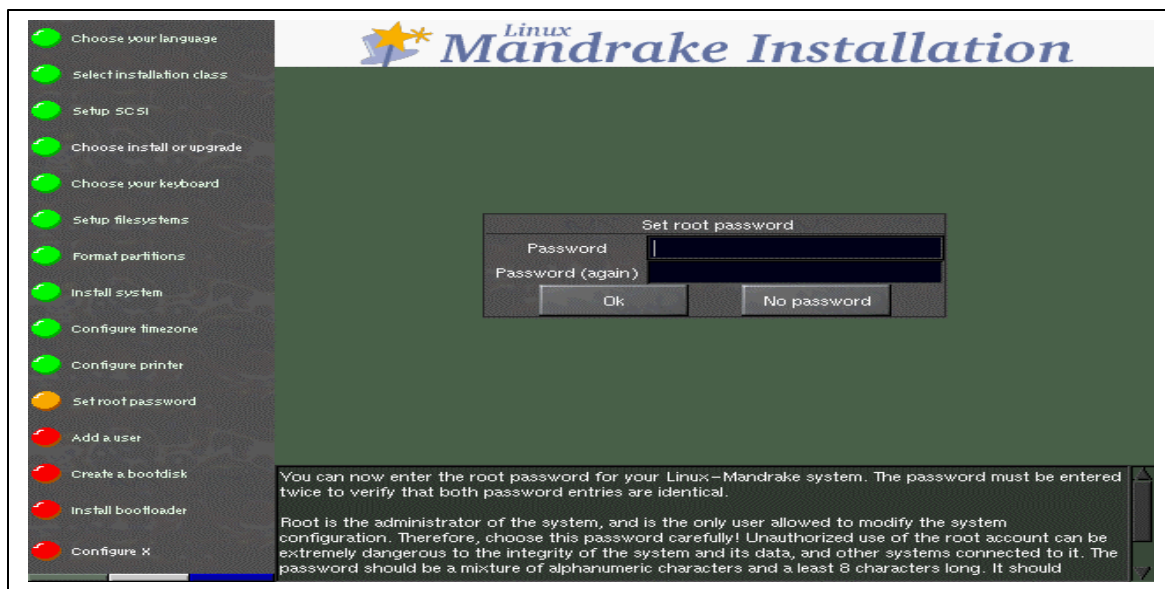 Choose your language
Select installation class
Setup SCSI
Choose install or upgrade
Choose your keyboard
Setup filesystems
Format partitions
Install system
Configure timezone
Configure printer
Set root password
Add a user
Create a bootdisk
Install bootloader
Configure X
Linux
Mandrake Installation
Set root password
Password
Password (again)
Ok
No password
You can now enter the root password for your Linux-Mandrake system. The password must be entered
twice to verify that both password entries are identical.
Root is the administrator of the system, and is the only user allowed to modify the system
configuration. Therefore, choose this password carefully! Unauthorized use of the root account can be
extremely dangerous to the integrity of the system and its data, and other systems connected to it. The
password should be a mixture of alphanumeric characters and a least 8 characters long. It should